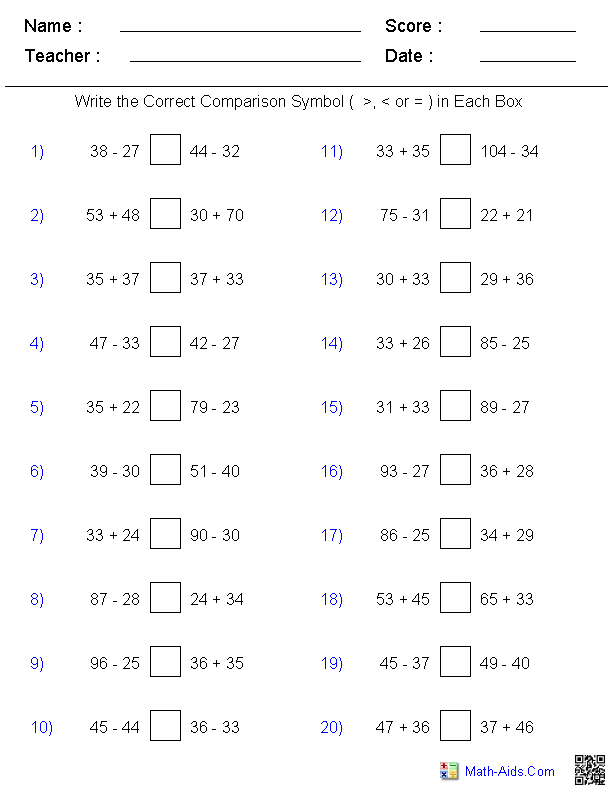 Name : Score :
Teacher : Date :
Write the Correct Comparison Symbol ( >, < or = ) in Each Box
1) 38 - 27 44 - 32 11) 33 + 35 104 - 34
2) 53 + 48 30 + 70 12) 75 - 31 22 + 21
3) 35 + 37 37 + 33 13) 30 + 33 29 + 36
4) 47 - 33 42 - 27 14) 33 + 26 85 - 25
5) 35 + 22 79 - 23 15) 31 + 33 89 - 27
6) 39 - 30 51 - 40 16) 93 - 27 36 + 28
7) 33 + 24 90 - 30 17) 86 - 25 34 + 29
8) 87 - 28 24 + 34 18) 53 + 45 65 + 33
9) 96 - 25 36 + 35 19) 45 - 37 49 - 40
10) 45 - 44 36 - 33 20) 47 + 36 37 + 46
Math-Aids.Com